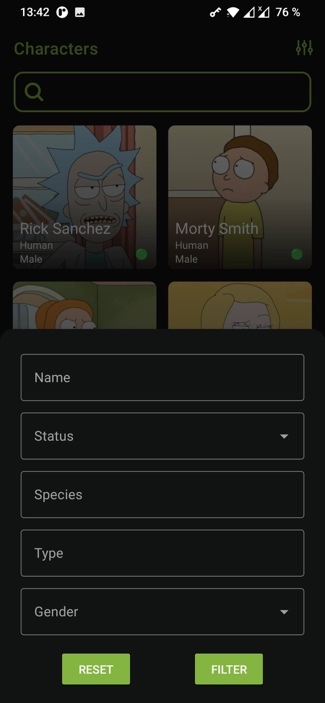 13:42
76 %
Characters
Rick Sanchez
Human
Male
Morty Smith
Human
Male
Name
Status
Species
Type
Gender
RESET
FILTER